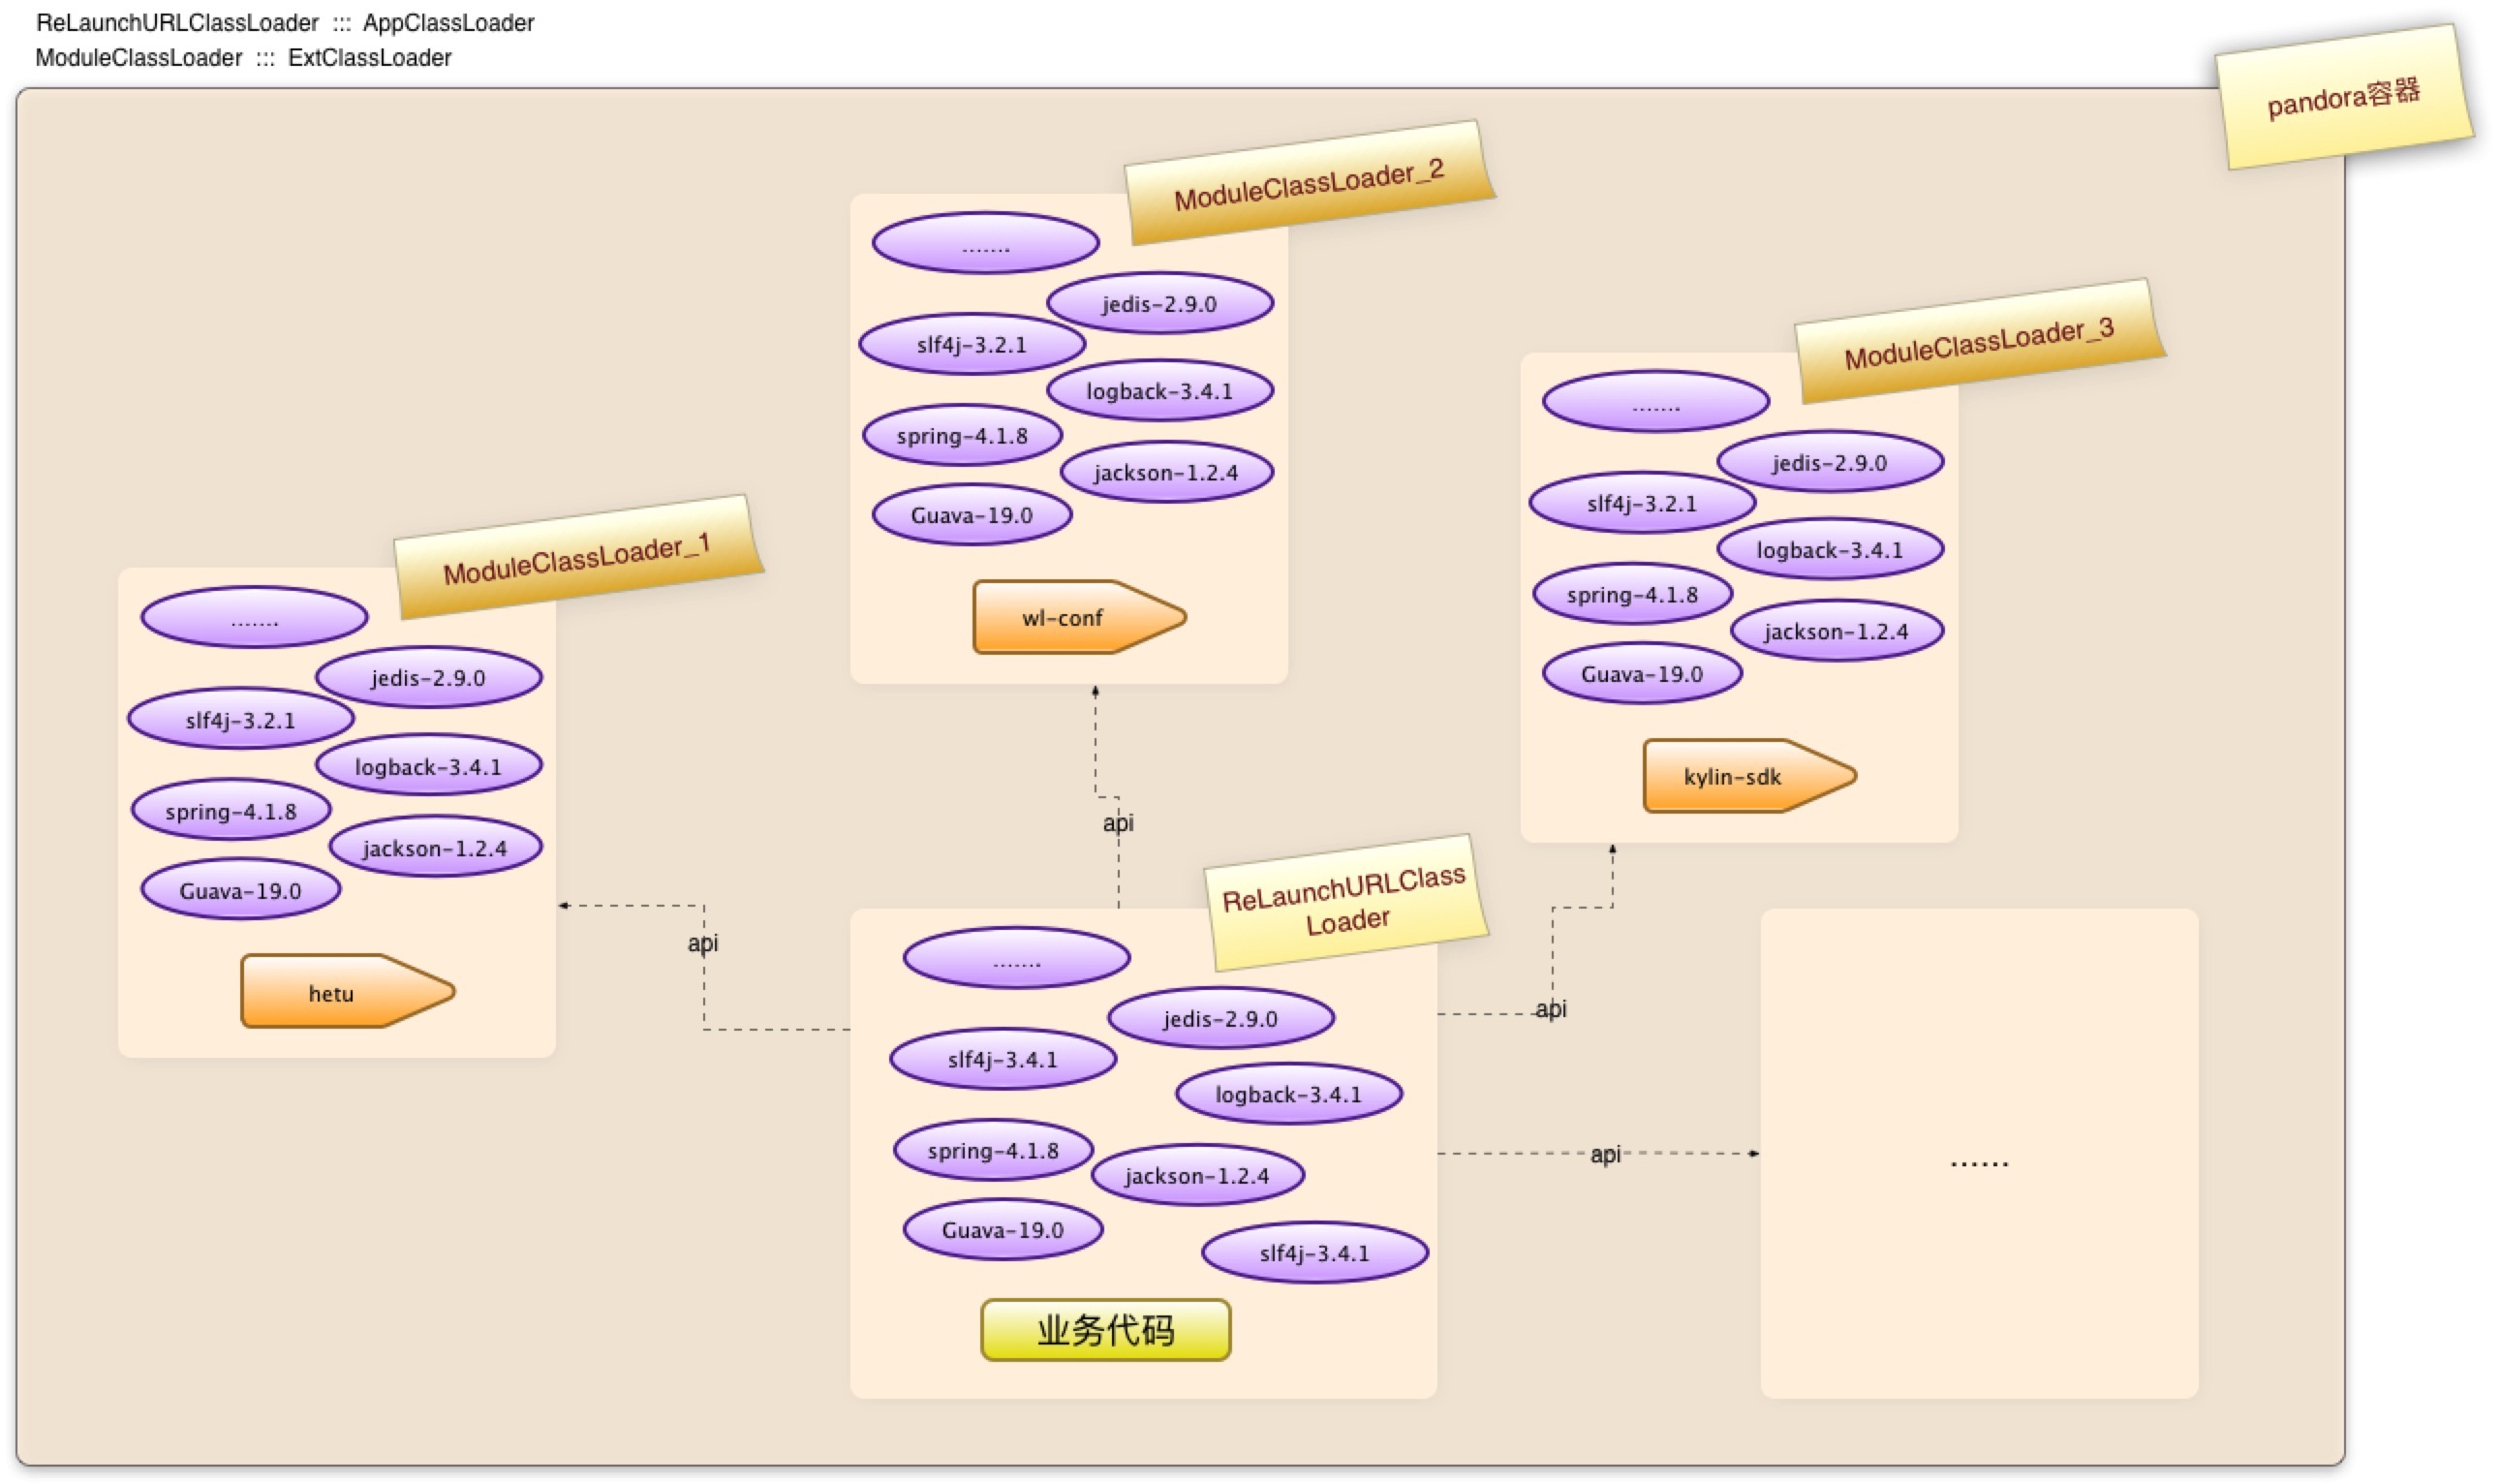 ReLaunchURLClassLoader ::: AppClassLoader
ModuleClassLoader ::: ExtClassLoader
pandora容器
ModuleClassLoader_2
.......
jedis-2.9.0
slf4j-3.2.1
logback-3.4.1
spring-4.1.8
jackson-1.2.4
Guava-19.0
wl-conf
ModuleClassLoader_3
.......
jedis-2.9.0
slf4j-3.2.1
logback-3.4.1
spring-4.1.8
jackson-1.2.4
Guava-19.0
kylin-sdk
ModuleClassLoader_1
.......
jedis-2.9.0
slf4j-3.2.1
logback-3.4.1
spring-4.1.8
jackson-1.2.4
Guava-19.0
hetu
api
api
api
api
ReLaunchURLClass
Loader
.......
jedis-2.9.0
slf4j-3.4.1
logback-3.4.1
spring-4.1.8
jackson-1.2.4
Guava-19.0
slf4j-3.4.1
业务代码
......